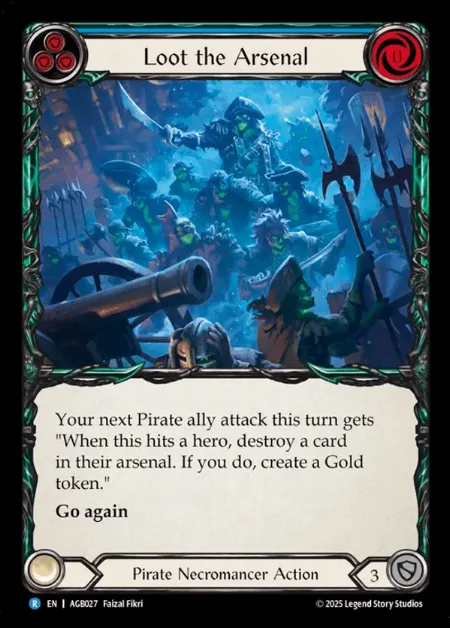 Loot the Arsenal
0
Your next Pirate ally attack this turn gets
"When this hits a hero, destroy a card
in their arsenal. If you do, create a Gold
token."
Go again
Pirate Necromancer Action
3
R EN | AGB027 Faizal Fikri
© 2025 Legend Story Studios